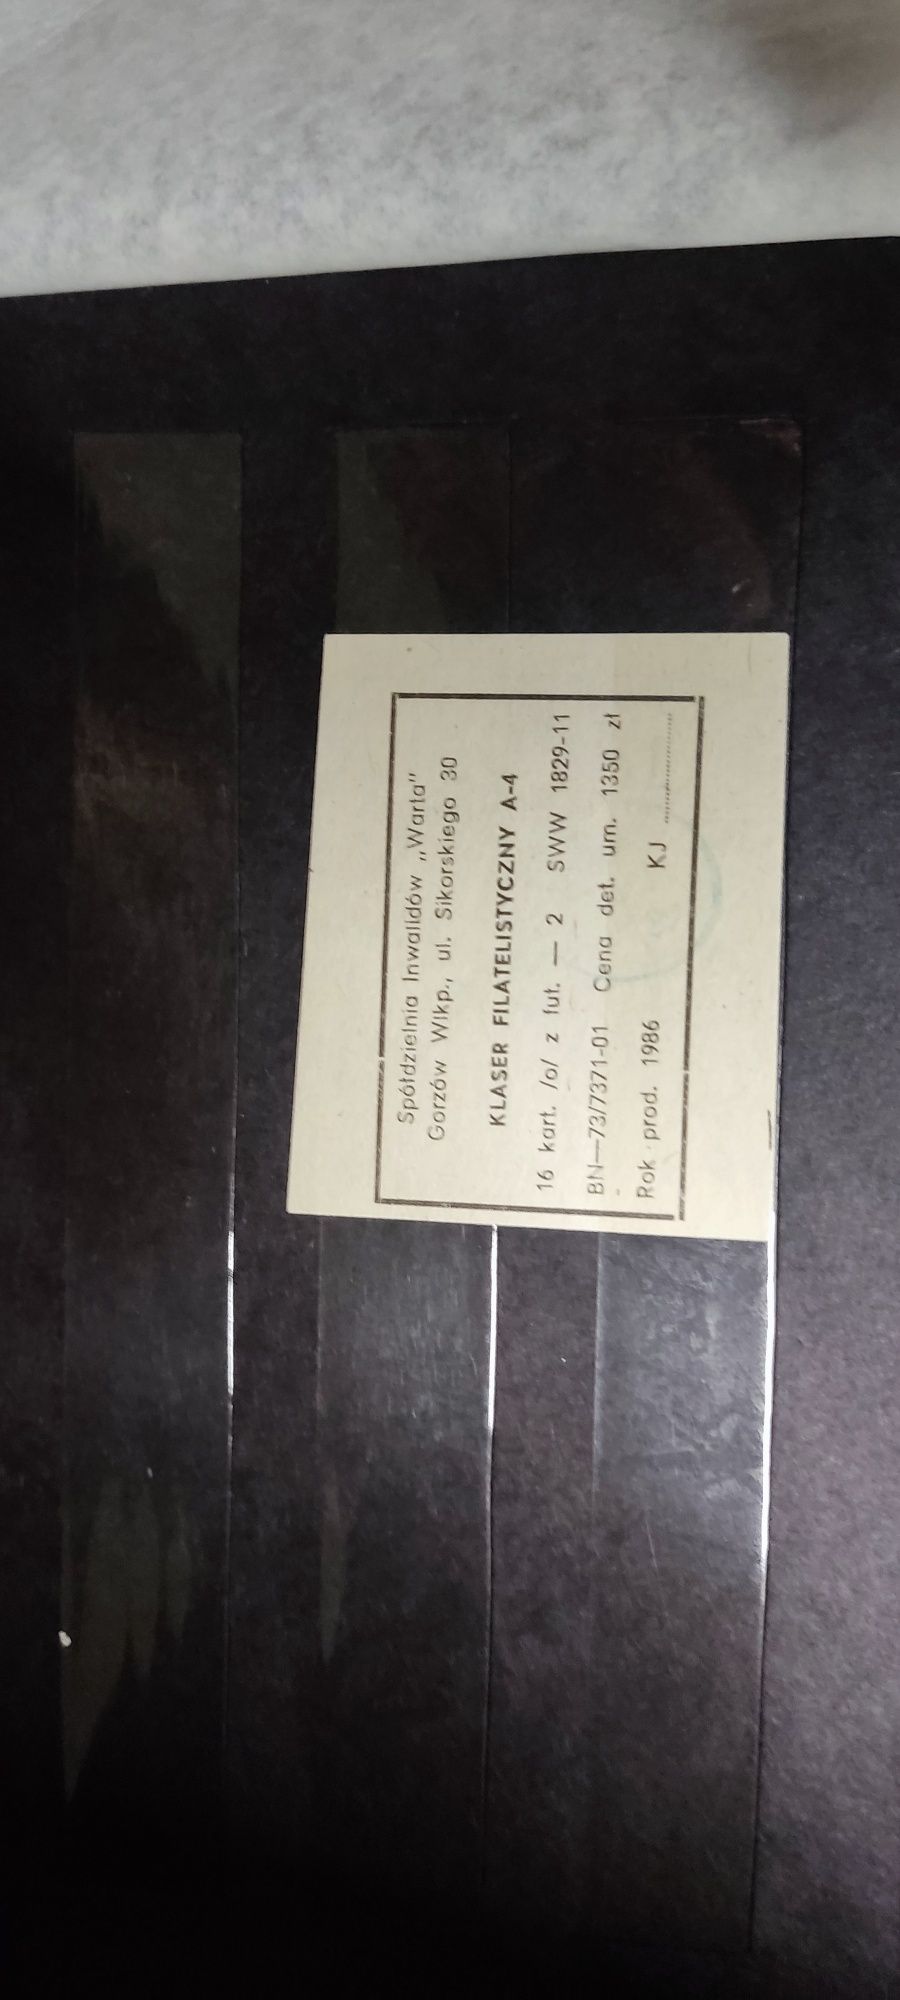 Spółdzielnia Inwalidów „Warta"
Gorzów Wlkp., ul. Sikorskiego 30
KLASER FILATELISTYCZNY A-4
16 kart. /o/ z fut. — 2 SWW 1829-11
BN—73/7371-01 Cena det. um. 1350 zł
Rok prod. 1986 KJ ....................